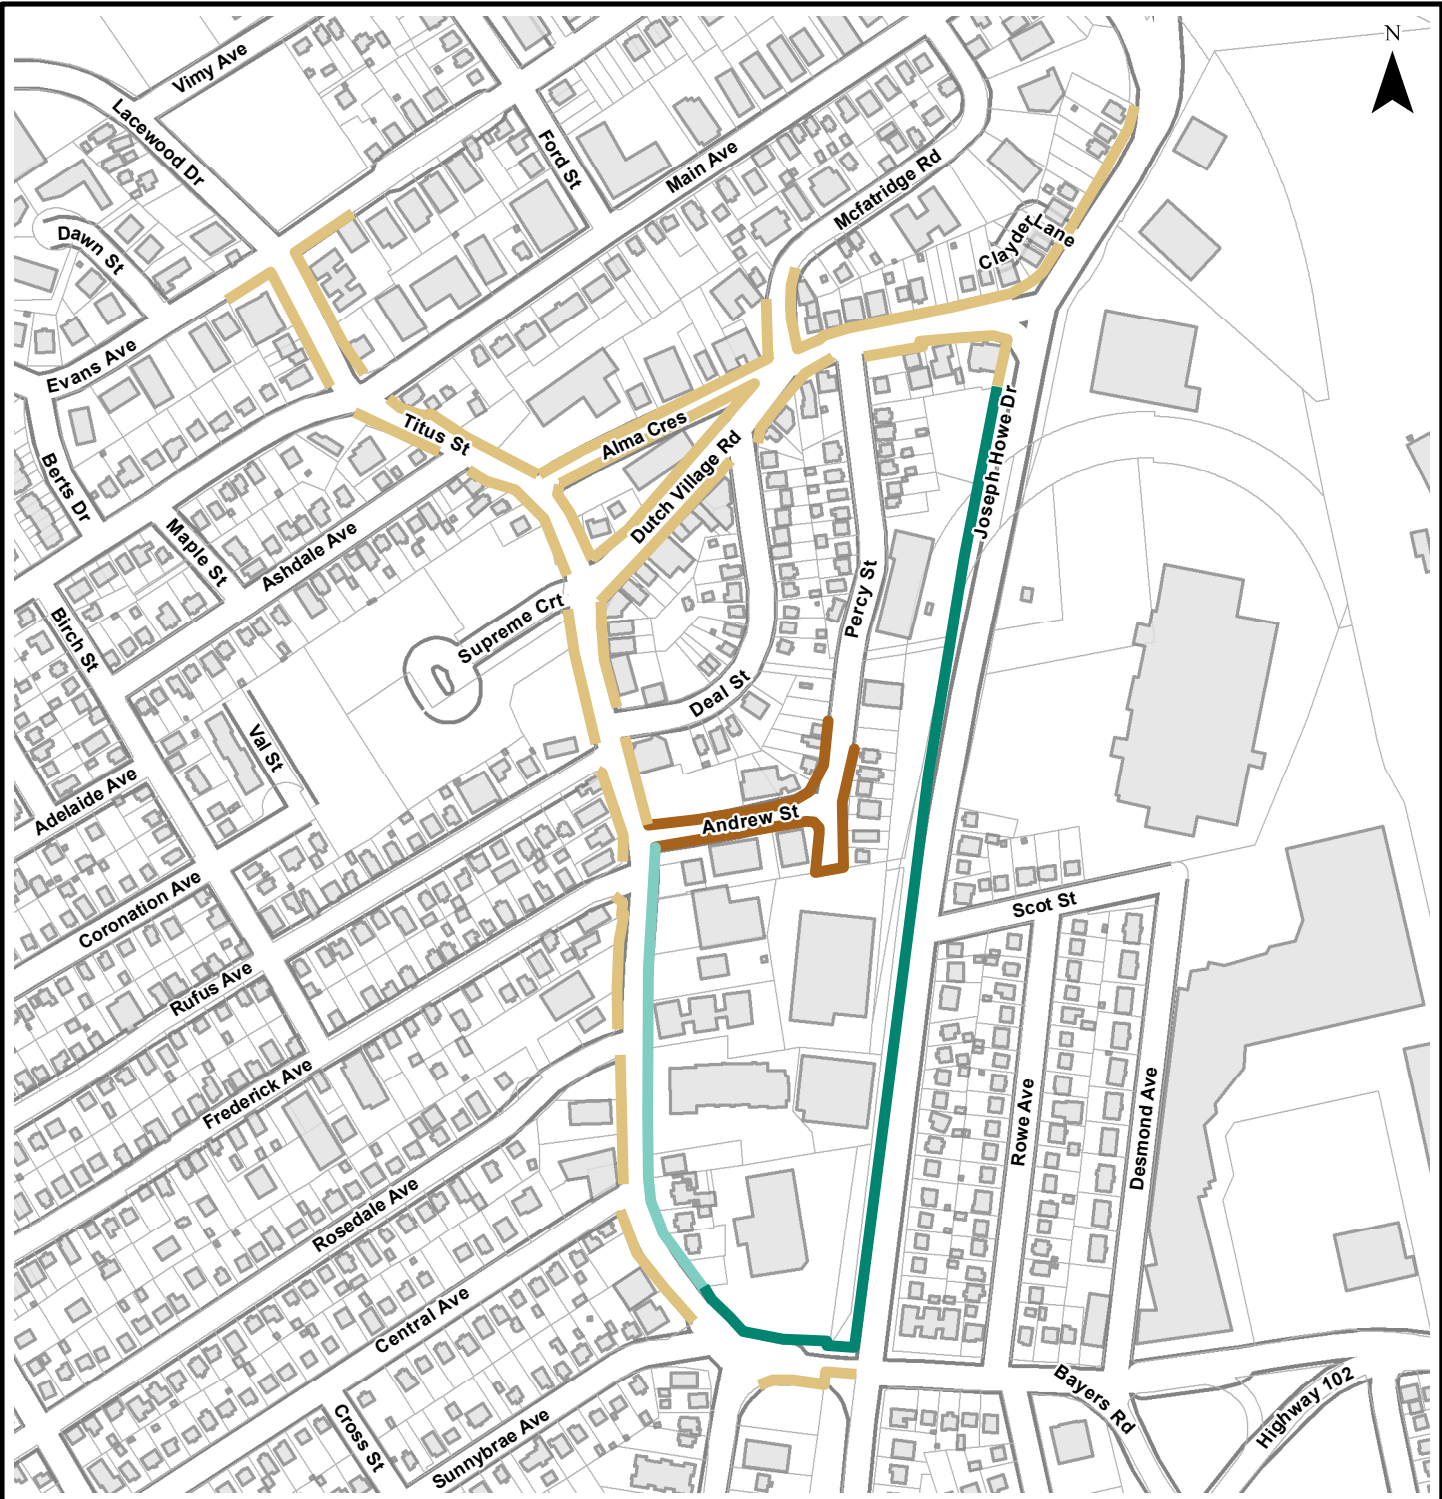 N
Vimy Ave
Lacewood Dr
Ford St
Main Ave
Mcfatridge Rd
Dawn St
Clayder Lane
Evans Ave
Titus St
Alma Cres
Dutch Village Rd
Joseph Howe Dr
Berts Dr
Maple St
Ashdale Ave
Supreme Crt
Percy St
Birch St
Deal St
Val St
Adelaide Ave
Andrew St
Coronation Ave
Scot St
Rufus Ave
Frederick Ave
Rowe Ave
Desmond Ave
Rosedale Ave
Central Ave
Bayers Rd
Highway 102
Cross St
Sunnybrae Ave